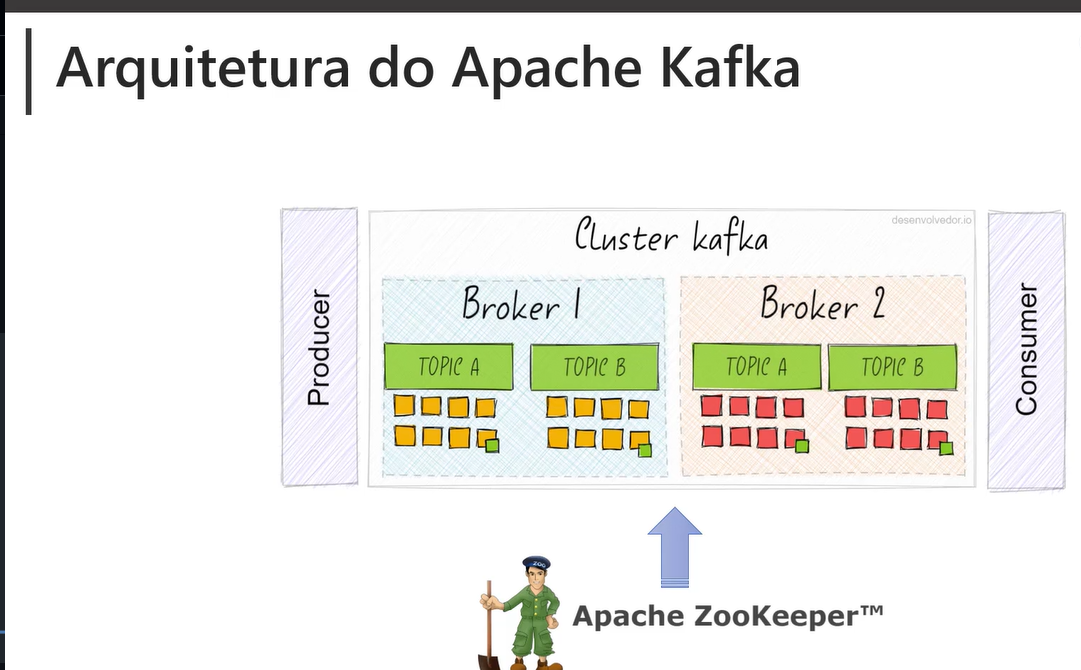 Arquitetura do Apache Kafka
desenvolvedor.io
Cluster kafka
Producer
Broker 1
Broker 2
Consumer
TOPIC A
TOPIC B
TOPIC A
TOPIC B
ZOO
Apache ZooKeeper™